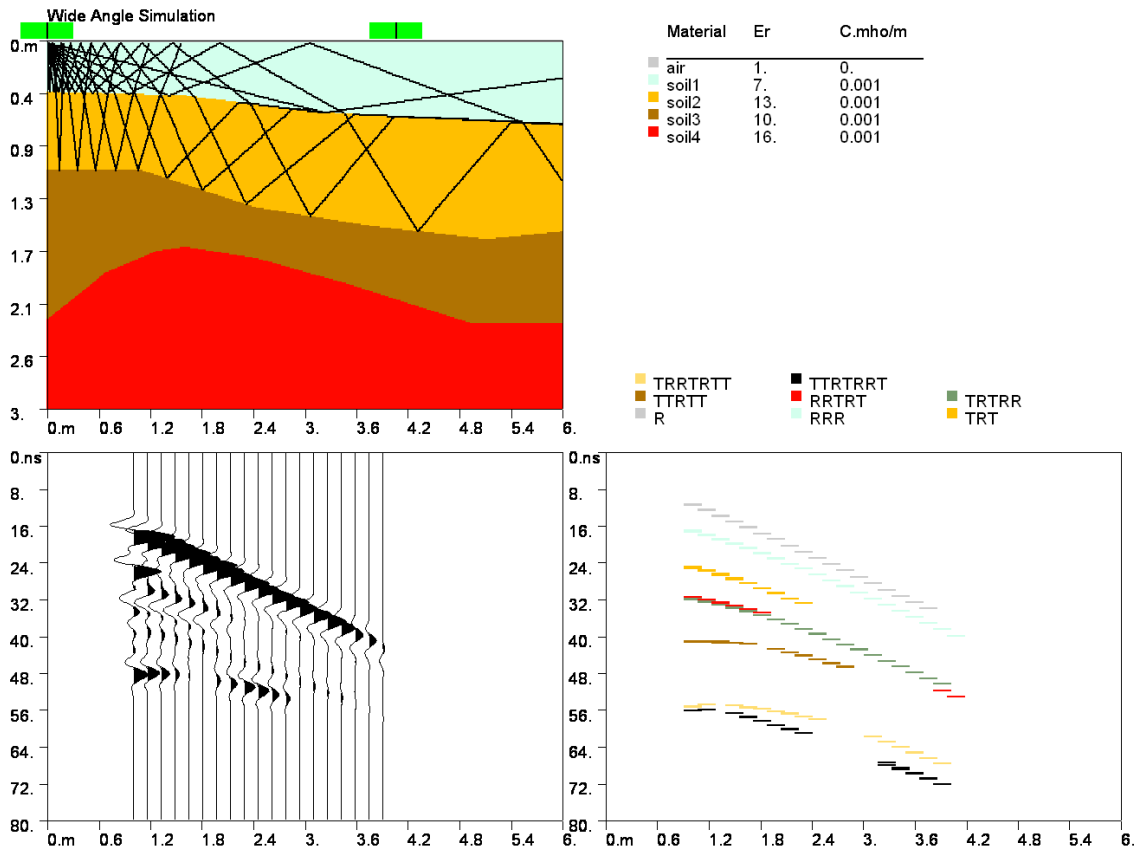 Wide Angle Simulation
0.m
0.4
0.9
1.3
1.7
2.1
2.6
3.
0.m 0.6 1.2 1.8 2.4 3. 3.6 4.2 4.8 5.4 6.
Material Er C.mho/m
air 1. 0.
soil1 7. 0.001
soil2 13. 0.001
soil3 10. 0.001
soil4 16. 0.001
TRRTRTT TTRTRRT
TTRTT RRTRT TRTRR
R RRR TRT
0.ns
8.
16.
24.
32.
40.
48.
56.
64.
72.
80.
0.m 0.6 1.2 1.8 2.4 3. 3.6 4.2 4.8 5.4 6.
0.ns
8.
16.
24.
32.
40.
48.
56.
64.
72.
80.
0.m 0.6 1.2 1.8 2.4 3. 3.6 4.2 4.8 5.4 6.